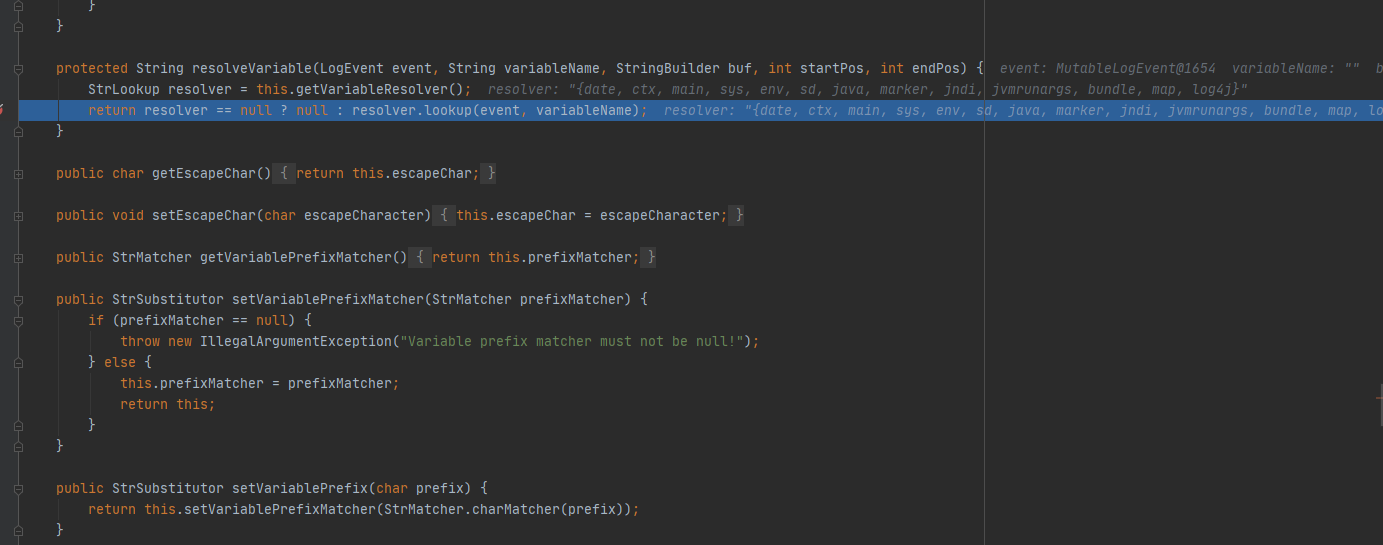 }
}
protected String resolveVariable(LogEvent event, String variableName, StringBuilder buf, int startPos, int endPos) { event: MutableLogEvent@1654 variableName: "" b
StrLookup resolver = this.getVariableResolver(); resolver: "{date, ctx, main, sys, env, sd, java, marker, jndi, jvmrunargs, bundle, map, log4j}"
return resolver == null ? null : resolver.lookup(event, variableName); resolver: "{date, ctx, main, sys, env, sd, java, marker, jndi, jvmrunargs, bundle, map, lo
}
public char getEscapeChar() { return this.escapeChar; }
public void setEscapeChar(char escapeCharacter) { this.escapeChar = escapeCharacter; }
public StrMatcher getVariablePrefixMatcher() { return this.prefixMatcher; }
public StrSubstitutor setVariablePrefixMatcher(StrMatcher prefixMatcher) {
if (prefixMatcher == null) {
throw new IllegalArgumentException("Variable prefix matcher must not be null!");
} else {
this.prefixMatcher = prefixMatcher;
return this;
}
}
public StrSubstitutor setVariablePrefix(char prefix) {
return this.setVariablePrefixMatcher(StrMatcher.charMatcher(prefix));
}